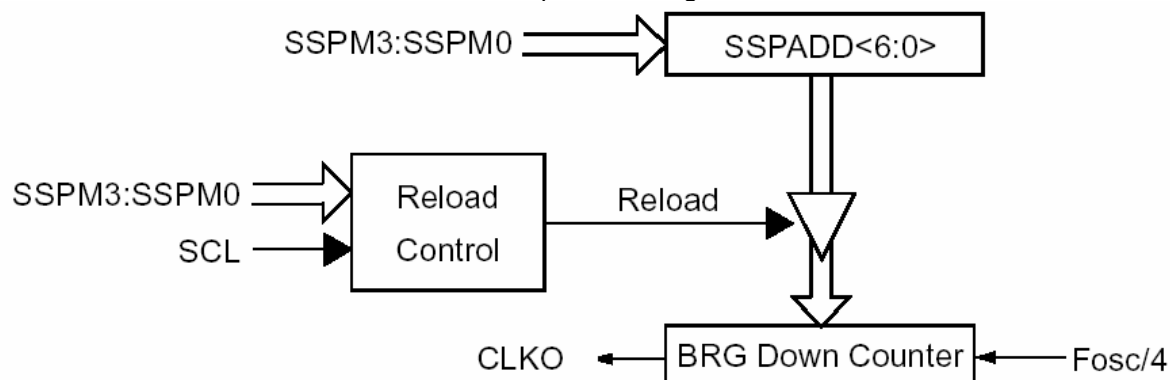 SSPM3:SSPM0
SSPADD<6:0>
SSPM3:SSPM0
Reload
Control
Reload
SCL
CLKO
BRG Down Counter
Fosc/4